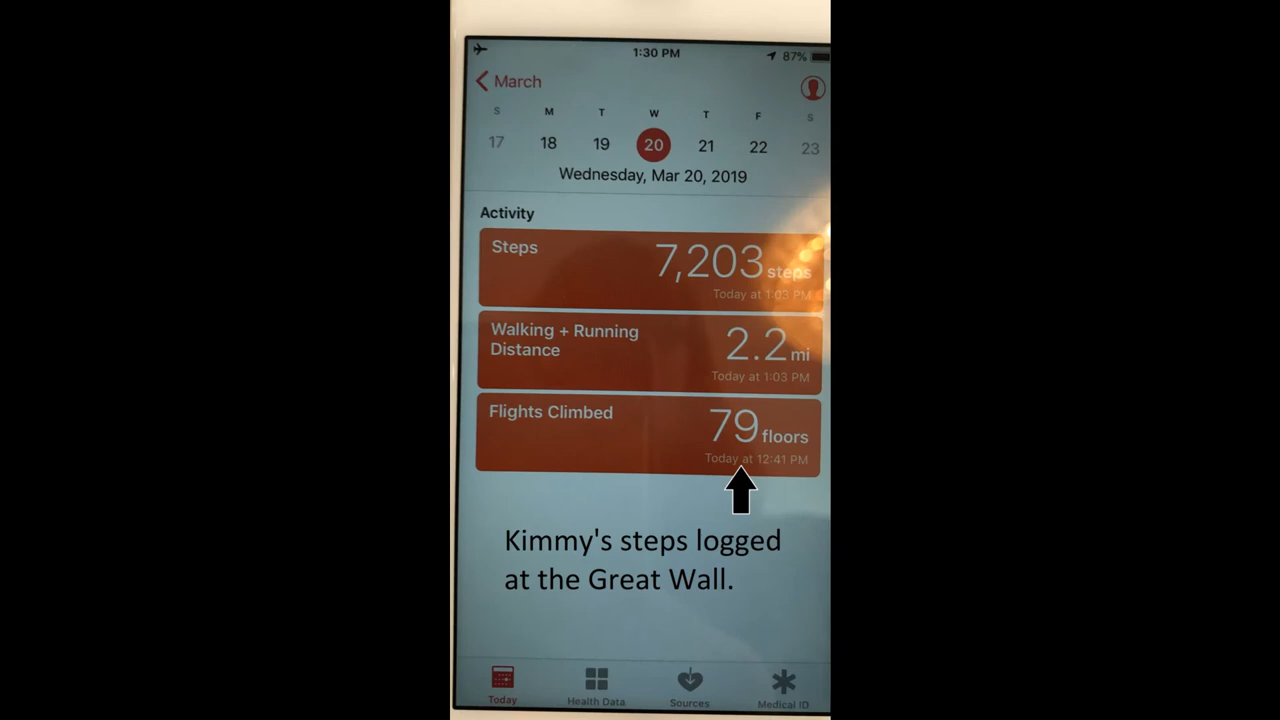 1:30 PM
87%
March
S M T W T F S
17 18 19 20 21 22 23
Wednesday, Mar 20, 2019
Activity
Steps
7,203 steps
Today at 1:03 PM
Walking + Running
Distance
2.2 mi
Today at 1:03 PM
Flights Climbed
79 floors
Today at 12:41 PM
Kimmy's steps logged
at the Great Wall.
Today
Health Data
Sources
Medical ID